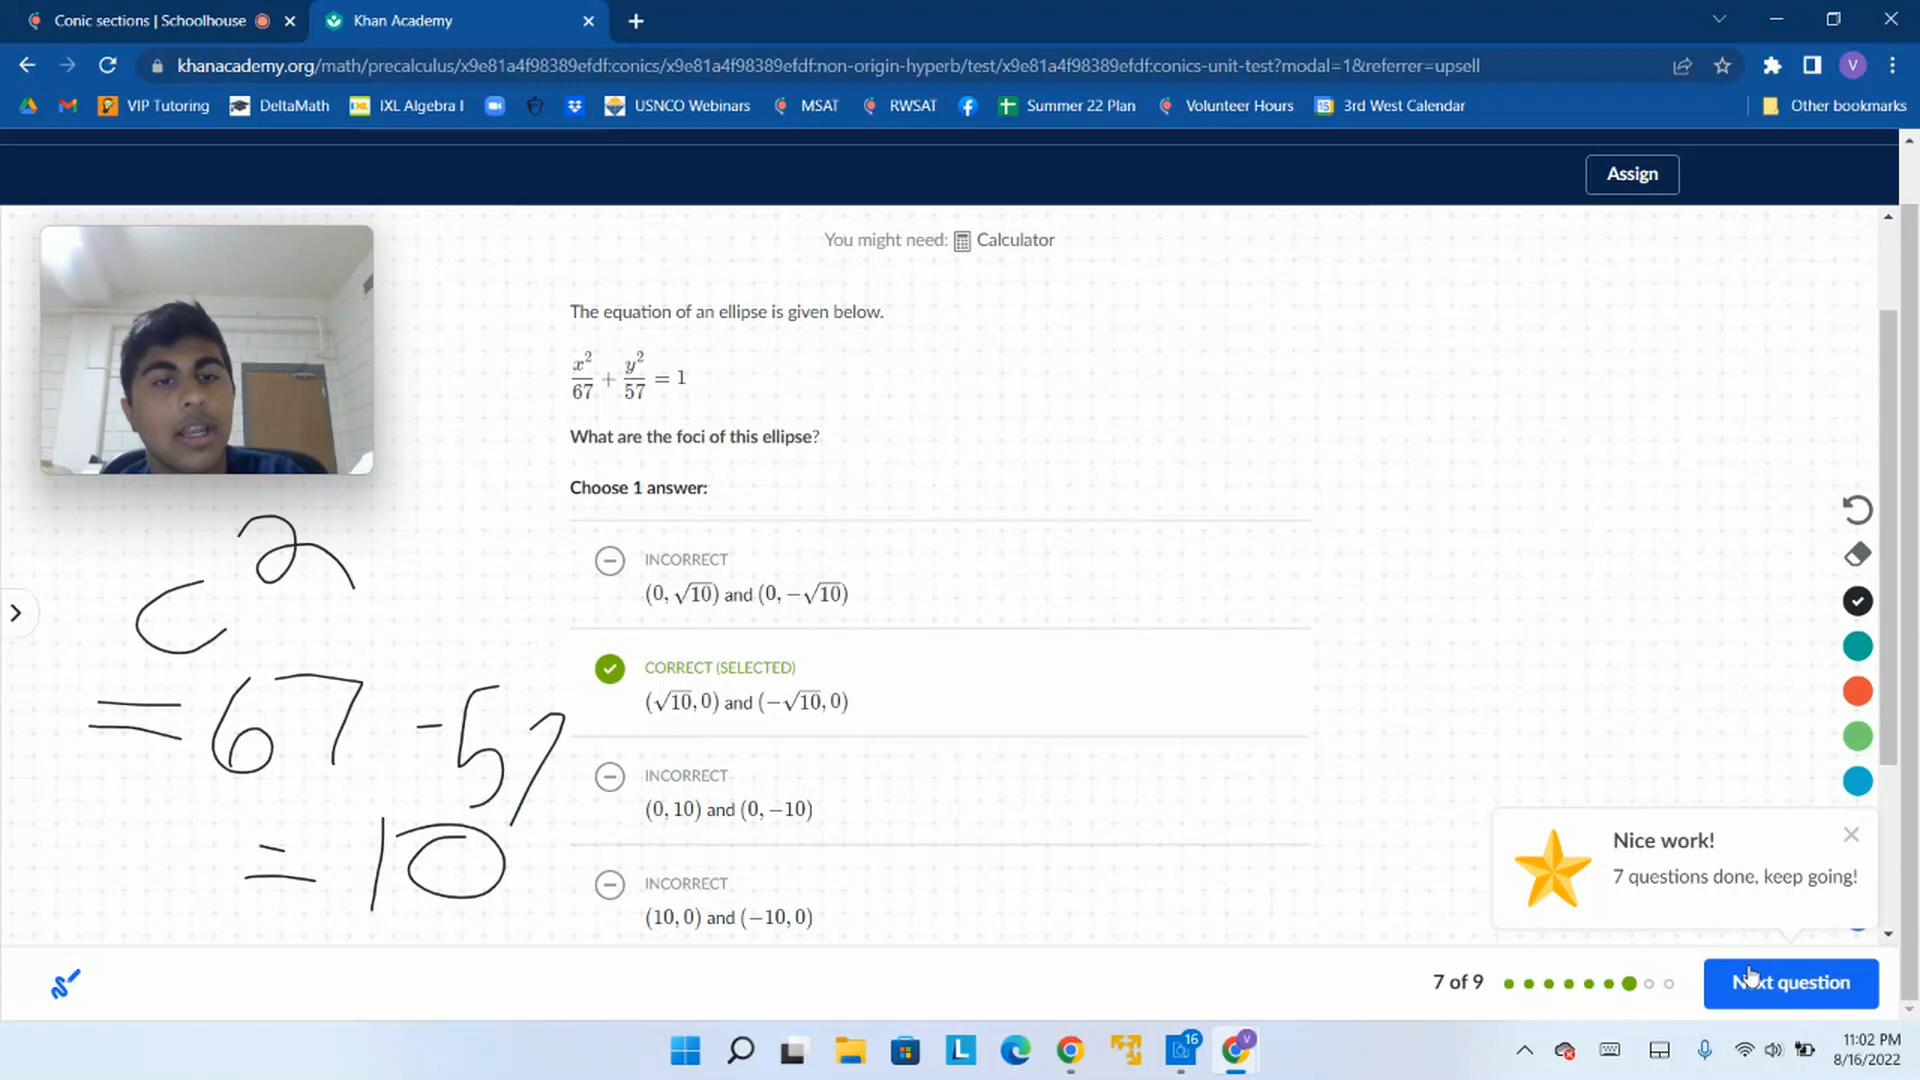 Conic sections | Schoolhouse
Khan Academy
khanacademy.org/math/precalculus/x9e81a4f98389efdf:conics/x9e81a4f98389efdf:non-origin-hyperb/test/x9e81a4f98389efdf:conics-unit-test?modal=1&referrer=upsell
V
VIP Tutoring DeltaMath IXL Algebra I USNCO Webinars MSAT RWSAT Summer 22 Plan Volunteer Hours 3rd West Calendar Other bookmarks
Assign
You might need: Calculator
The equation of an ellipse is given below.
x²/67 + y²/57 = 1
What are the foci of this ellipse?
Choose 1 answer:
INCORRECT
(0, √10) and (0, −√10)
CORRECT (SELECTED)
(√10, 0) and (−√10, 0)
INCORRECT
(0, 10) and (0, −10)
INCORRECT
(10, 0) and (−10, 0)
c²
= 67 - 57
= 10
Nice work!
7 questions done, keep going!
7 of 9
Next question
16
V
11:02 PM
8/16/2022